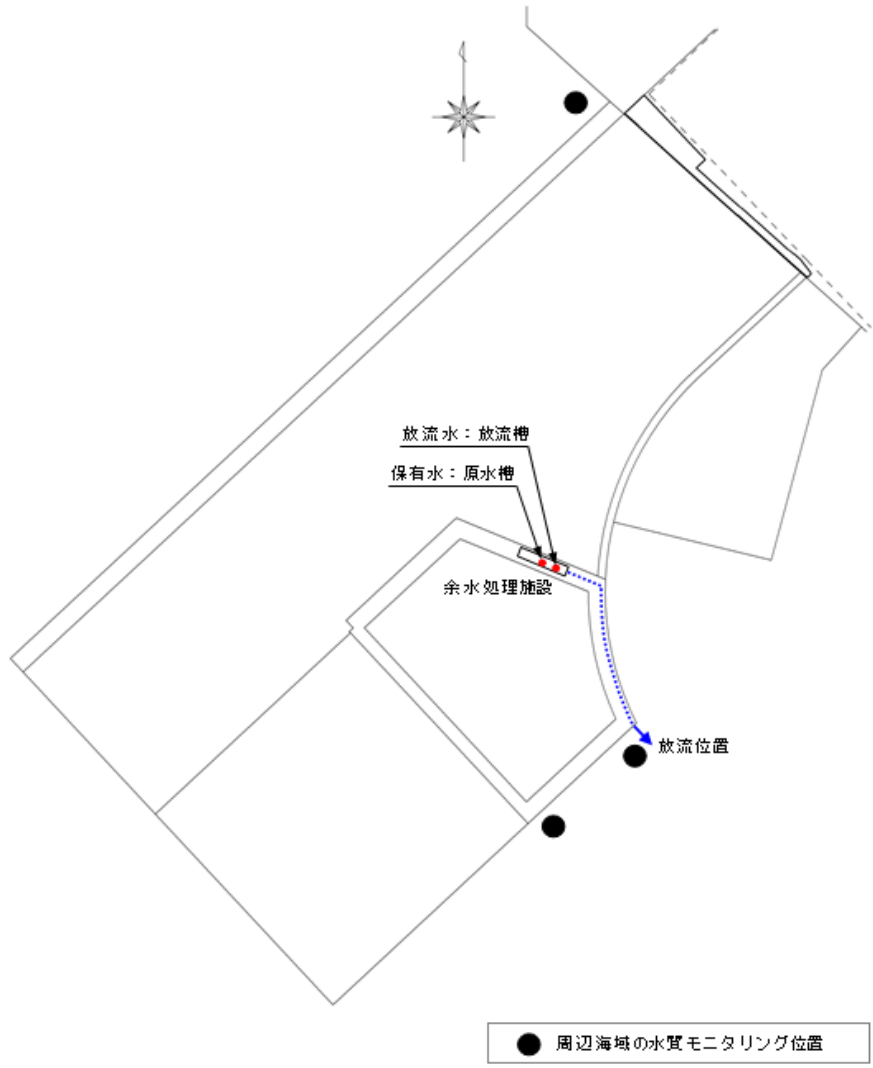 放流水：放流槽
保有水：原水槽
余水処理施設
放流位置
周辺海域の水質モニタリング位置